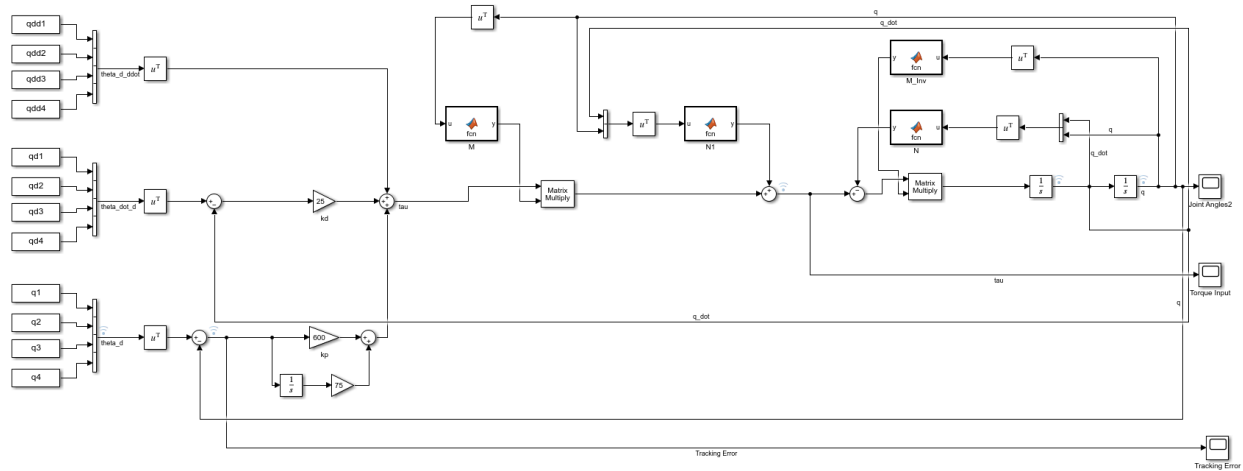 qdd1
qdd2
qdd3
qdd4
theta_d_ddot
u^T
qd1
qd2
qd3
qd4
theta_dot_d
u^T
25
kd
tau
q1
q2
q3
q4
theta_d
u^T
600
kp
1/s
75
u^T
u
y
fcn
M
Matrix
Multiply
u^T
u
y
fcn
N1
q
q_dot
y
u
fcn
M_Inv
u^T
y
u
fcn
N
u^T
q
q_dot
Matrix
Multiply
1/s
1/s
q
Joint Angles2
tau
Torque Input
q
q_dot
Tracking Error
Tracking Error